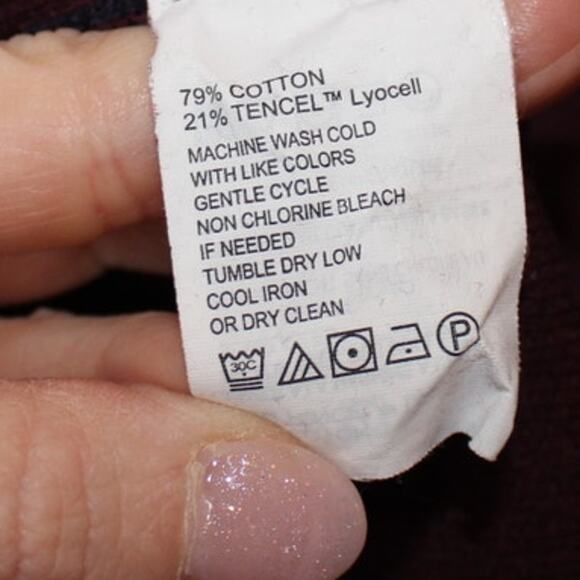 79% COTTON
21% TENCEL™ Lyocell
MACHINE WASH COLD
WITH LIKE COLORS
GENTLE CYCLE
NON CHLORINE BLEACH
IF NEEDED
TUMBLE DRY LOW
COOL IRON
OR DRY CLEAN
30C P